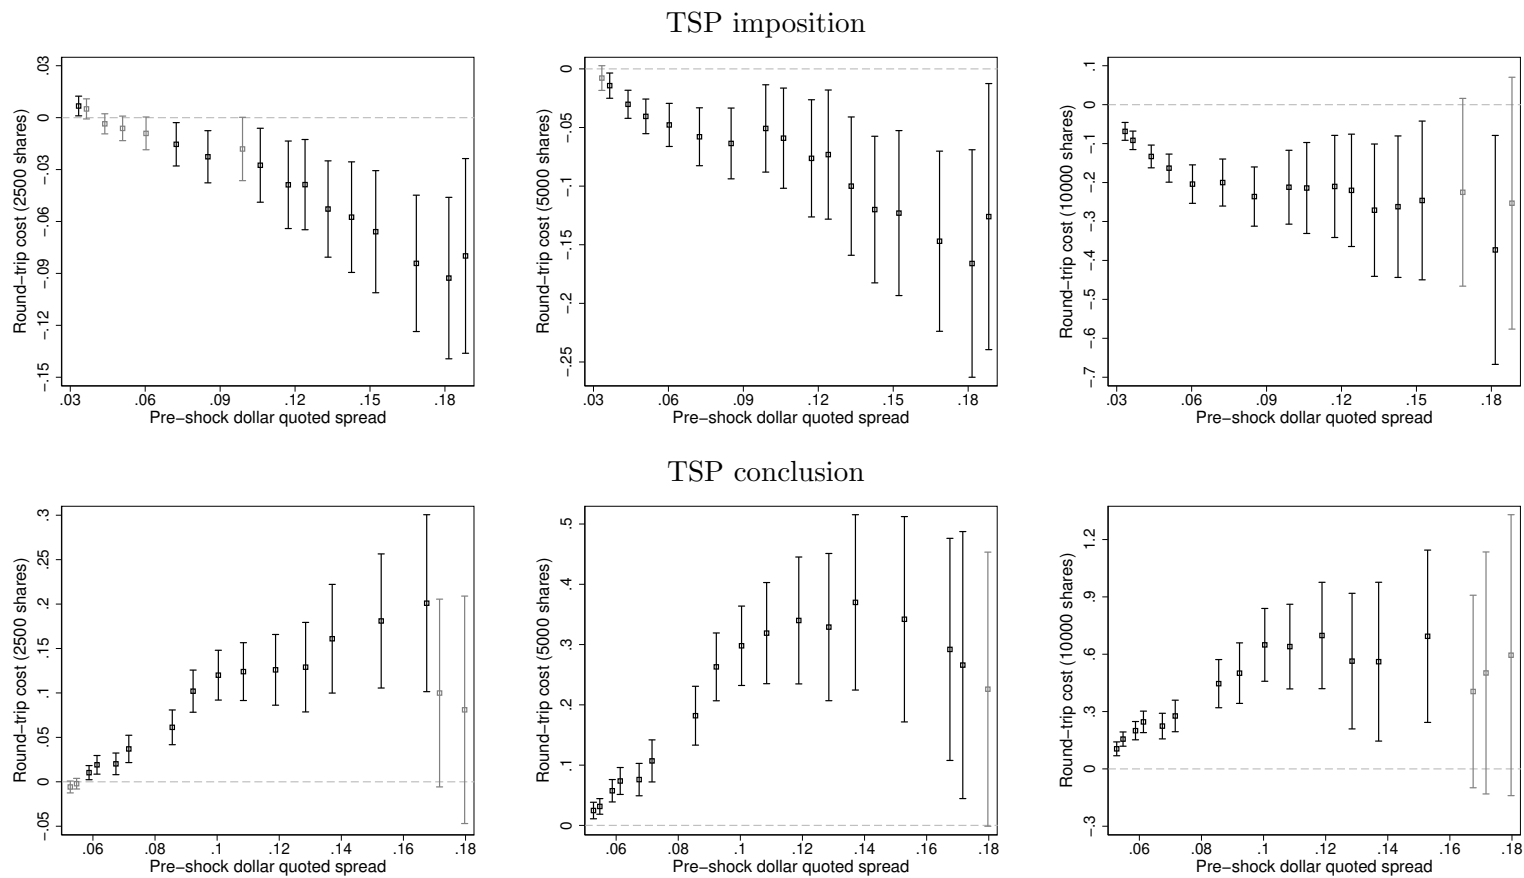 TSP imposition
Round−trip cost (2500 shares)
.03
0
−.03
−.06
−.09
−.12
−.15
.03 .06 .09 .12 .15 .18
Pre−shock dollar quoted spread
Round−trip cost (5000 shares)
0
−.05
−.1
−.15
−.2
−.25
.03 .06 .09 .12 .15 .18
Pre−shock dollar quoted spread
Round−trip cost (10000 shares)
.1
0
−.1
−.2
−.3
−.4
−.5
−.6
−.7
.03 .06 .09 .12 .15 .18
Pre−shock dollar quoted spread
TSP conclusion
Round−trip cost (2500 shares)
.3
.25
.2
.15
.1
.05
0
−.05
.06 .08 .1 .12 .14 .16 .18
Pre−shock dollar quoted spread
Round−trip cost (5000 shares)
.5
.4
.3
.2
.1
0
.06 .08 .1 .12 .14 .16 .18
Pre−shock dollar quoted spread
Round−trip cost (10000 shares)
1.2
.9
.6
.3
0
−.3
.06 .08 .1 .12 .14 .16 .18
Pre−shock dollar quoted spread